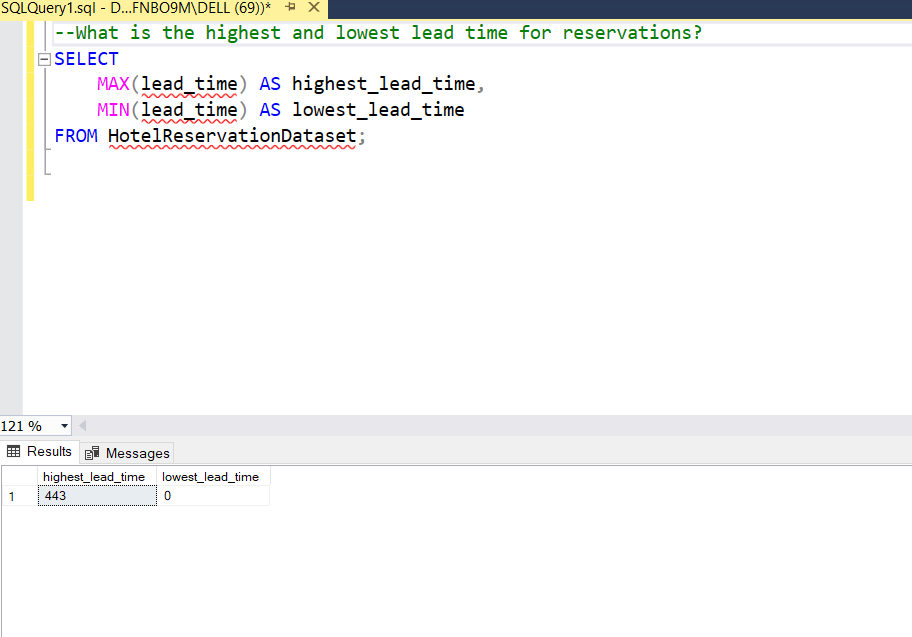 SQLQuery1.sql - D...FNBO9M\DELL (69))*
--What is the highest and lowest lead time for reservations?
SELECT
MAX(lead_time) AS highest_lead_time,
MIN(lead_time) AS lowest_lead_time
FROM HotelReservationDataset;
121 %
Results Messages
highest_lead_time lowest_lead_time
1 443 0